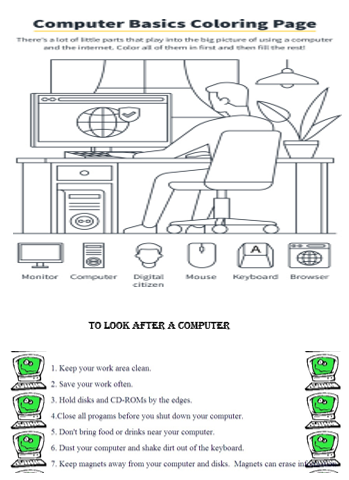 Computer Basics Coloring Page
There's a lot of little parts that play into the big picture of using a computer
and the internet. Color all of them in first and then fill the rest!
A
Monitor Computer Digital citizen Mouse Keyboard Browser
TO LOOK AFTER A COMPUTER
1. Keep your work area clean.
2. Save your work often.
3. Hold disks and CD-ROMs by the edges.
4.Close all progams before you shut down your computer.
5. Don't bring food or drinks near your computer.
6. Dust your computer and shake dirt out of the keyboard.
7. Keep magnets away from your computer and disks. Magnets can erase